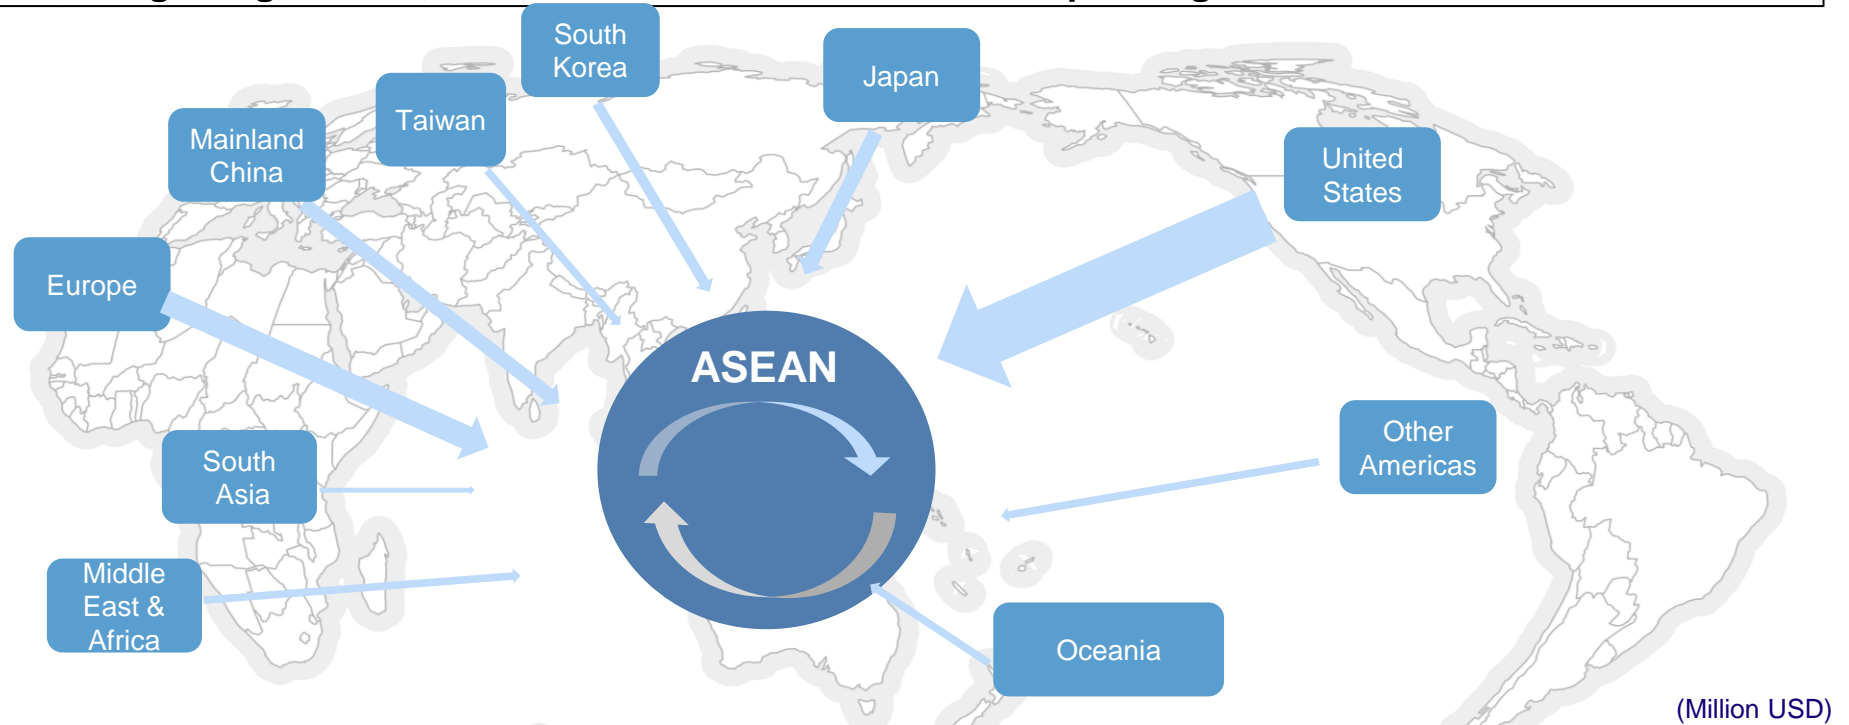 South
Korea
Japan
Taiwan
Mainland
China
United
States
Europe
ASEAN
Other
Americas
South
Asia
Middle
East &
Africa
Oceania
(Million USD)